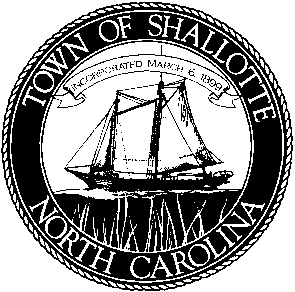 TOWN OF SHALLOTTE
INCORPORATED MARCH 6, 1899
NORTH CAROLINA